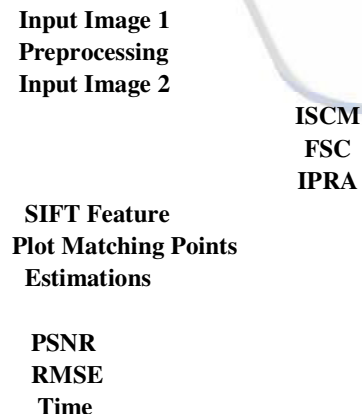 Input Image 1
Preprocessing
Input Image 2
ISCM
FSC
IPRA
SIFT Feature
Plot Matching Points
Estimations
PSNR
RMSE
Time